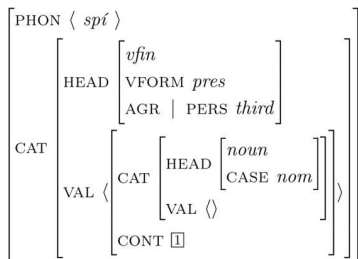 PHON ⟨ spí ⟩
CAT
HEAD
vfin
VFORM pres
AGR | PERS third
VAL ⟨
CAT
HEAD
noun
CASE nom
VAL ⟨⟩
CONT 1
⟩